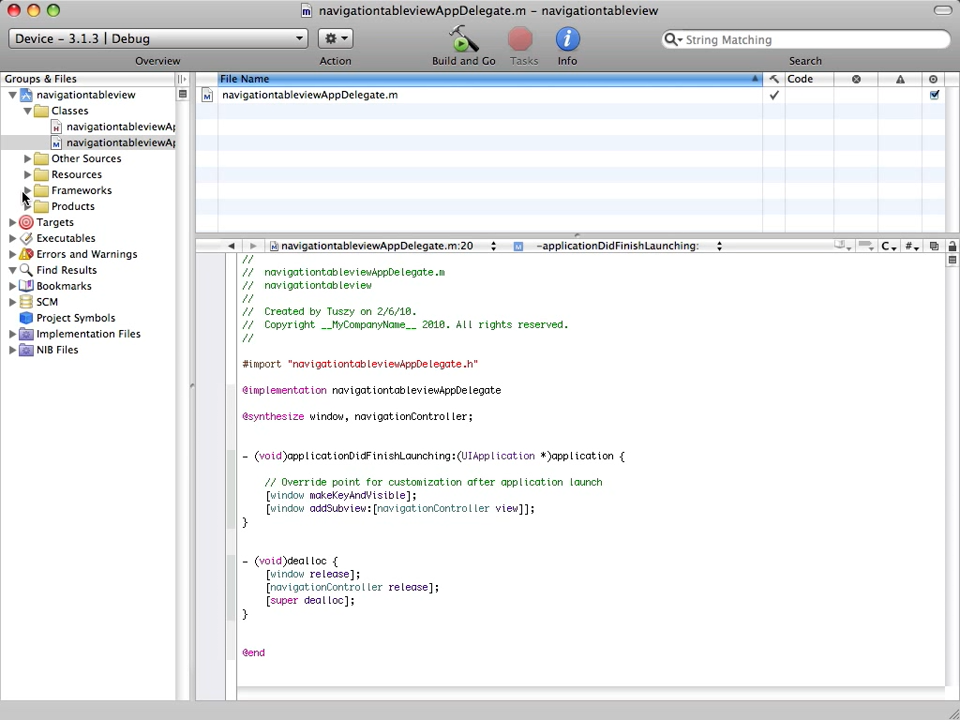 navigationtableviewAppDelegate.m – navigationtableview
Device - 3.1.3 | Debug
String Matching
Overview
Action
Build and Go
Tasks
Info
Search
Groups & Files
File Name
Code
navigationtableview
navigationtableviewAppDelegate.m
Classes
navigationtableviewAp
navigationtableviewAp
Other Sources
Resources
Frameworks
Products
Targets
Executables
Errors and Warnings
Find Results
Bookmarks
SCM
Project Symbols
Implementation Files
NIB Files
navigationtableviewAppDelegate.m:20
-applicationDidFinishLaunching:
C
#
//
//  navigationtableviewAppDelegate.m
//  navigationtableview
//
//  Created by Tuszy on 2/6/10.
//  Copyright __MyCompanyName__ 2010. All rights reserved.
//
#import "navigationtableviewAppDelegate.h"
@implementation navigationtableviewAppDelegate
@synthesize window, navigationController;
- (void)applicationDidFinishLaunching:(UIApplication *)application {
// Override point for customization after application launch
[window makeKeyAndVisible];
[window addSubview:[navigationController view]];
}
- (void)dealloc {
[window release];
[navigationController release];
[super dealloc];
}
@end